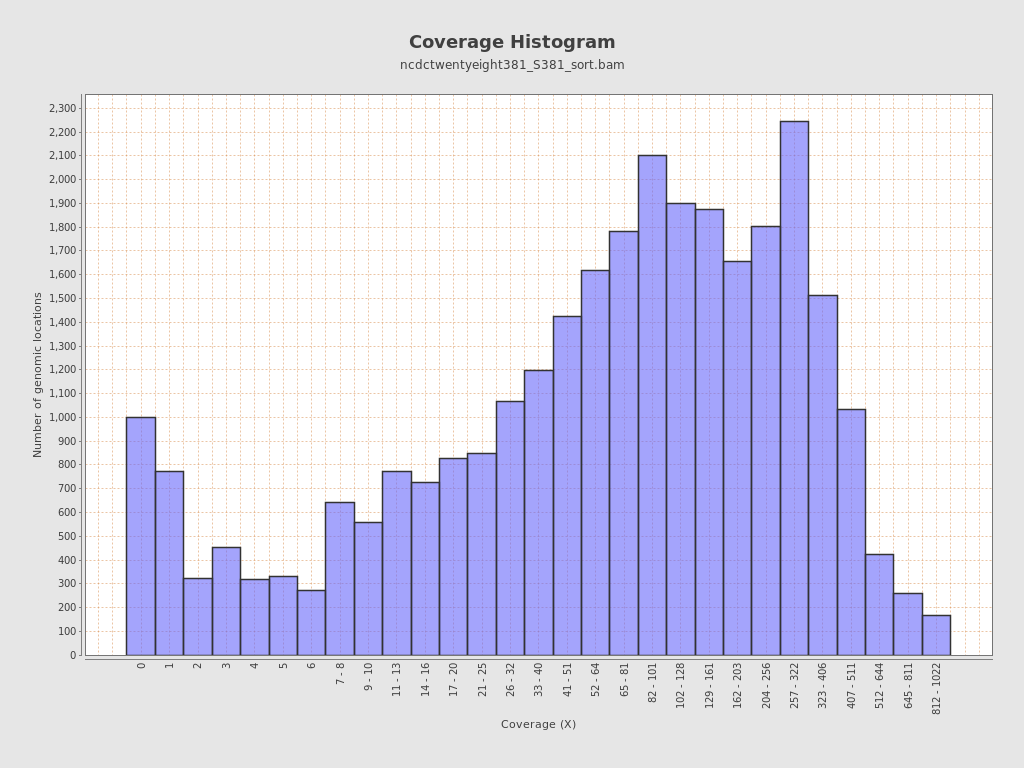 Coverage Histogram
ncdctwentyeight381_S381_sort.bam
Number of genomic locations
2,300
2,200
2,100
2,000
1,900
1,800
1,700
1,600
1,500
1,400
1,300
1,200
1,100
1,000
900
800
700
600
500
400
300
200
100
0
0
1
2
3
4
5
6
7 - 8
9 - 10
11 - 13
14 - 16
17 - 20
21 - 25
26 - 32
33 - 40
41 - 51
52 - 64
65 - 81
82 - 101
102 - 128
129 - 161
162 - 203
204 - 256
257 - 322
323 - 406
407 - 511
512 - 644
645 - 811
812 - 1022
Coverage (X)